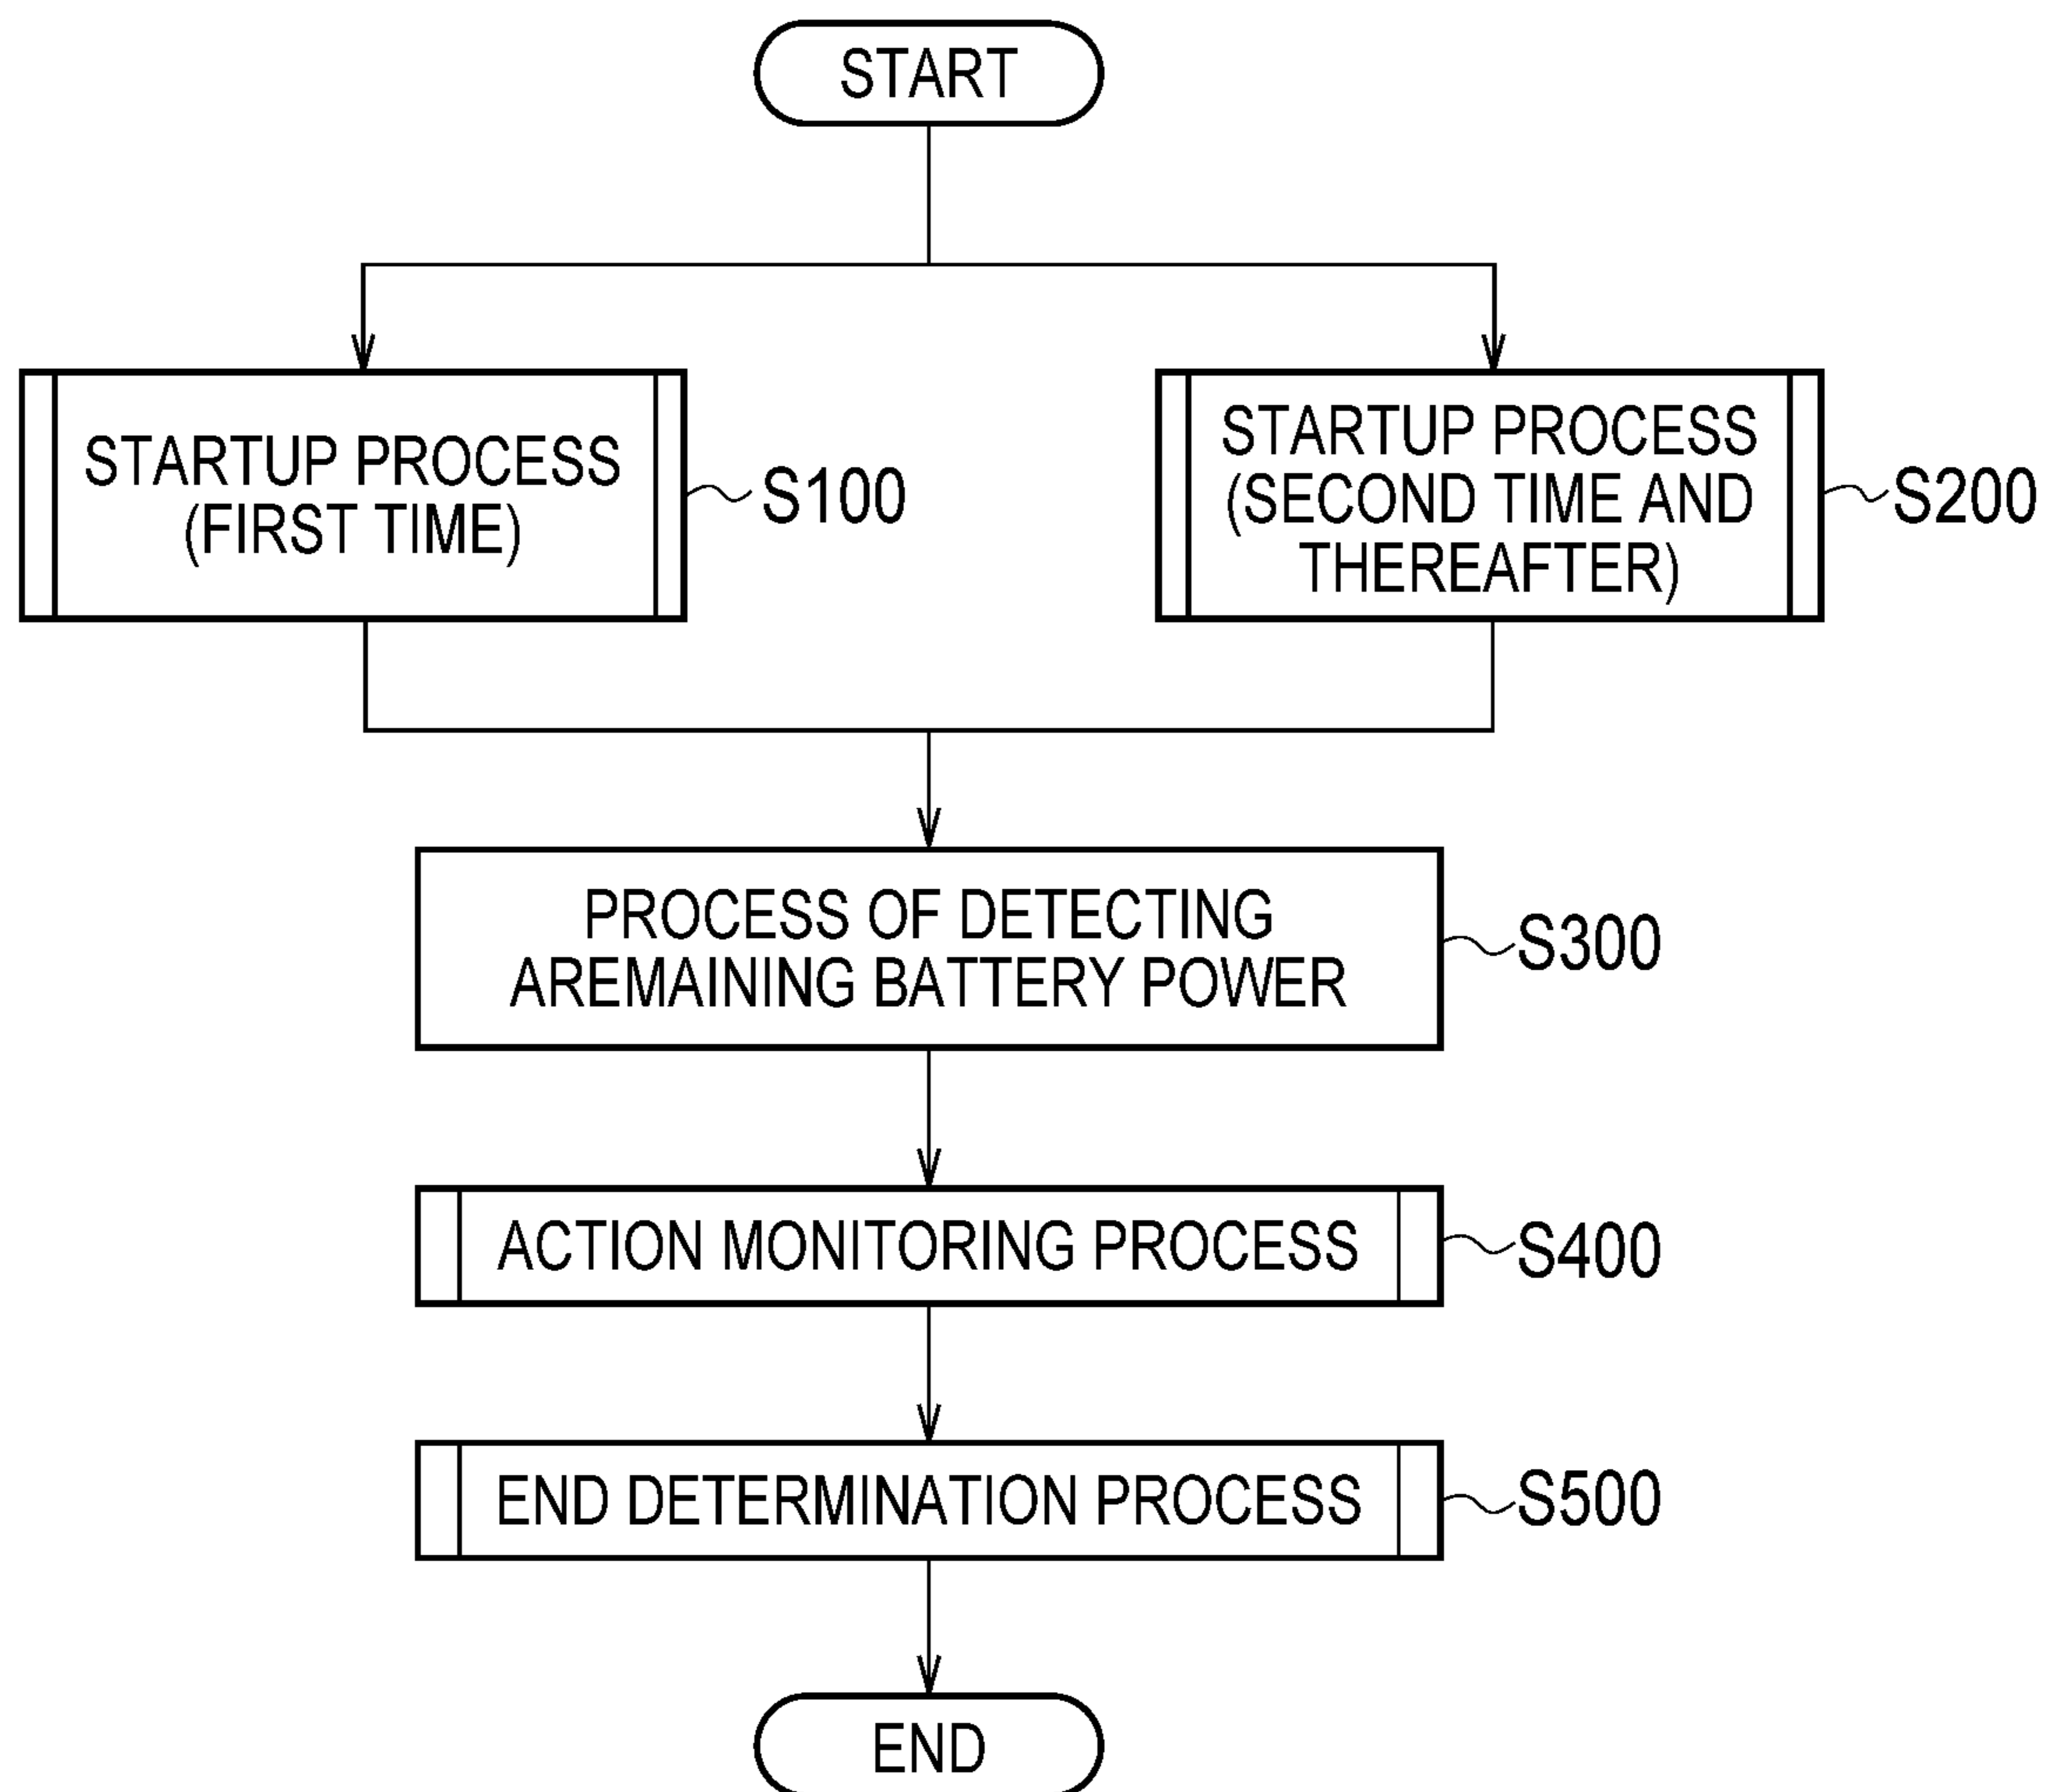 START
STARTUP PROCESS
(FIRST TIME)
S100
STARTUP PROCESS
(SECOND TIME AND
THEREAFTER)
S200
PROCESS OF DETECTING
AREMAINING BATTERY POWER
S300
ACTION MONITORING PROCESS
S400
END DETERMINATION PROCESS
S500
END